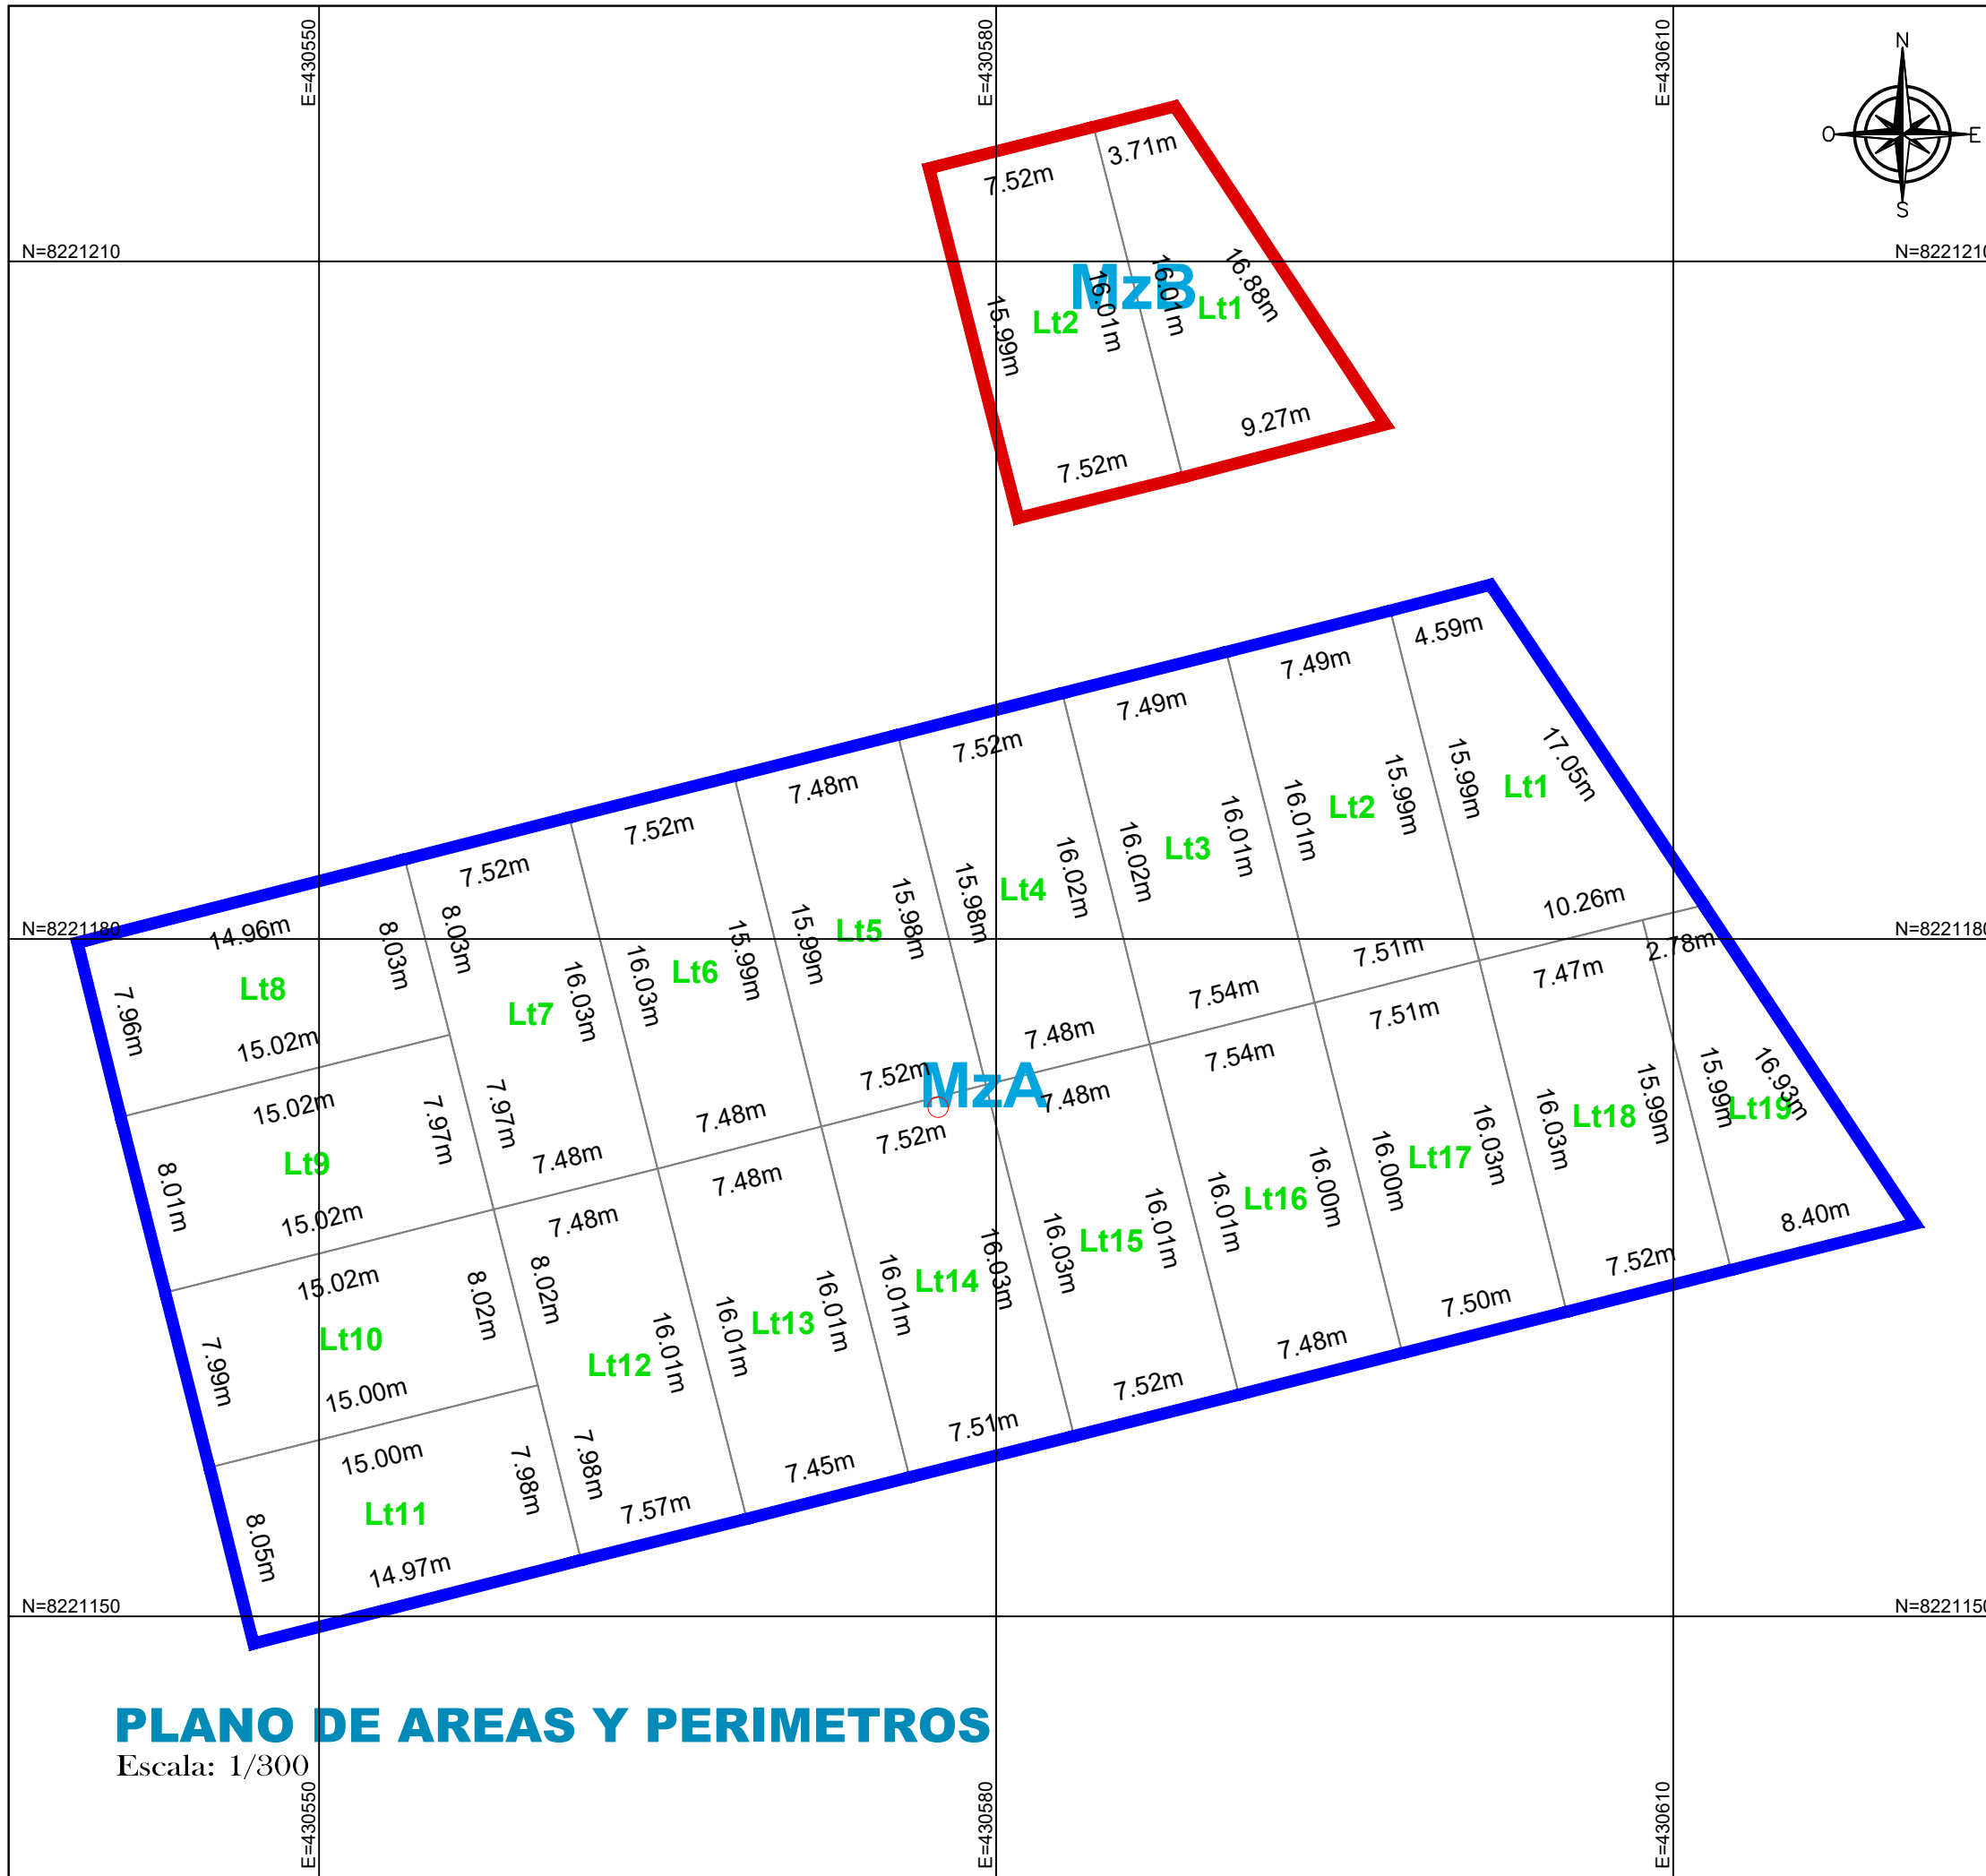 E=430550
E=430580
E=430610
N
O
E
S
N=8221210
N=8221210
7.52m
3.71m
MzB
15.99m
Lt2
16.01m
16.01m
Lt1
16.88m
7.52m
9.27m
4.59m
7.49m
7.49m
7.52m
7.48m
7.52m
7.52m
14.96m
N=8221180
N=8221180
Lt8
7.96m
8.03m
15.02m
8.03m
Lt7
16.03m
16.03m
Lt6
15.99m
15.99m
Lt5
15.98m
15.98m
Lt4
16.02m
16.02m
Lt3
16.01m
16.01m
Lt2
15.99m
15.99m
Lt1
17.05m
10.26m
7.51m
7.54m
7.48m
7.52m
7.48m
7.48m
MzA
15.02m
Lt9
8.01m
7.97m
7.97m
15.02m
15.02m
Lt10
7.99m
8.02m
8.02m
15.00m
15.00m
Lt11
8.05m
7.98m
7.98m
14.97m
7.48m
Lt12
16.01m
7.57m
7.48m
16.01m
Lt13
16.01m
7.45m
7.52m
16.01m
Lt14
16.03m
7.51m
7.48m
16.03m
Lt15
16.01m
7.52m
7.54m
16.01m
Lt16
16.00m
7.48m
7.51m
16.00m
Lt17
16.03m
7.50m
7.47m
16.03m
Lt18
15.99m
7.52m
2.78m
15.99m
Lt19
16.93m
8.40m
N=8221150
N=8221150
PLANO DE AREAS Y PERIMETROS
Escala: 1/300
E=430550
E=430580
E=430610